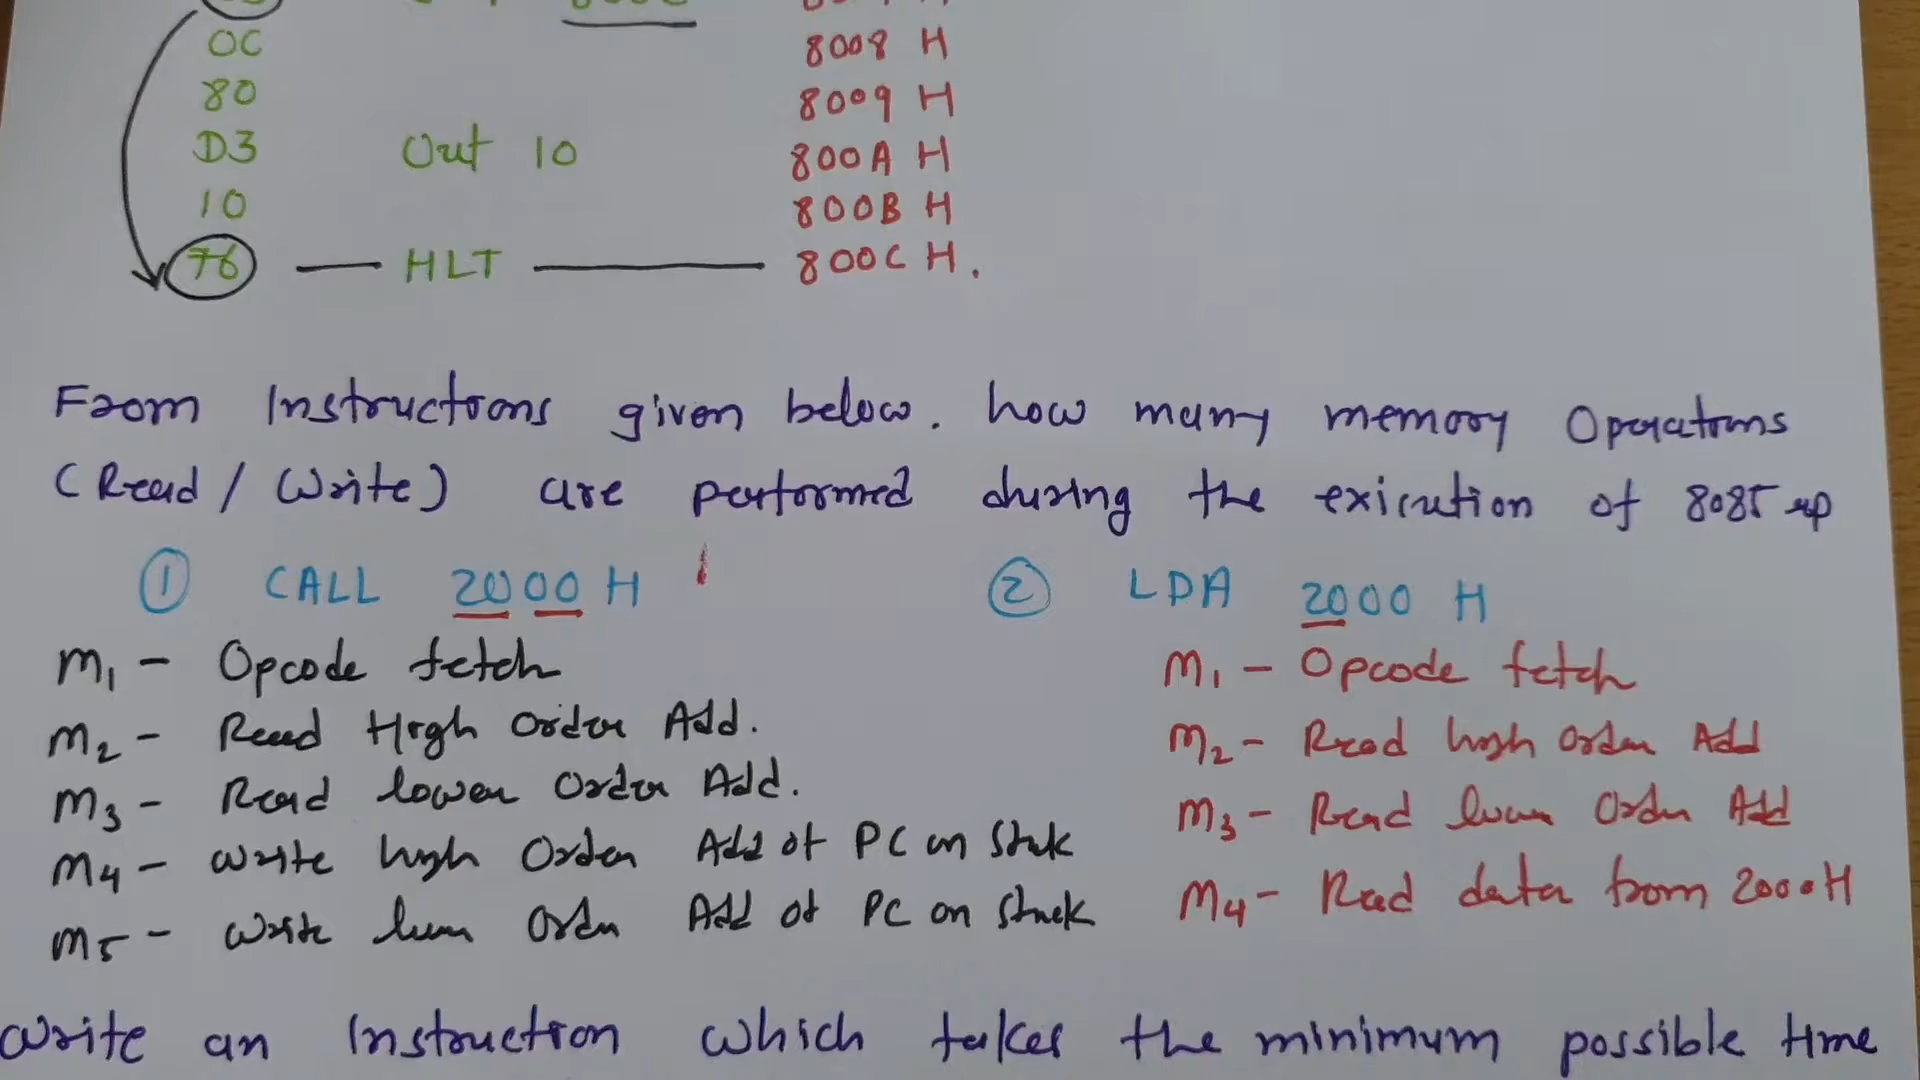 OC 8008 H
80 8009 H
D3 Out 10 800A H
10 800B H
76 — HLT — 800C H.
From Instructions given below. how many memory Operations
(Read / Write) are performed during the exicution of 8085 up
① CALL 2000 H
M1 - Opcode fetch
M2 - Read High Order Add.
M3 - Read lower Order Add.
M4 - Write high Order Add of PC on Stak
M5 - Write lower Order Add of PC on Stack
② LDA 2000 H
M1 - Opcode fetch
M2 - Read high Order Add
M3 - Read lower Order Add
M4 - Read data from 2000H
Write an Instruction which takes the minimum possible time